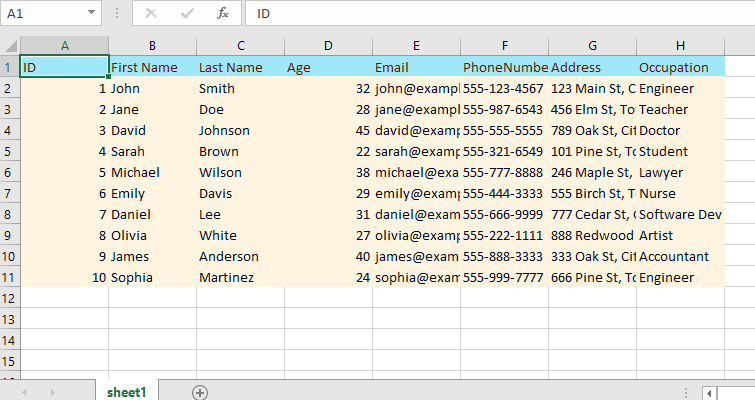 A1 fx ID
A B C D E F G H
1 ID First Name Last Name Age Email PhoneNumbe Address Occupation
2 1 John Smith 32 john@exampl 555-123-4567 123 Main St, C Engineer
3 2 Jane Doe 28 jane@exampl 555-987-6543 456 Elm St, To Teacher
4 3 David Johnson 45 david@exam 555-555-5555 789 Oak St, Cit Doctor
5 4 Sarah Brown 22 sarah@exam 555-321-6549 101 Pine St, To Student
6 5 Michael Wilson 38 michael@exa 555-777-8888 246 Maple St, Lawyer
7 6 Emily Davis 29 emily@examp 555-444-3333 555 Birch St, T Nurse
8 7 Daniel Lee 31 daniel@exam 555-666-9999 777 Cedar St, Software Dev
9 8 Olivia White 27 olivia@exam 555-222-1111 888 Redwood Artist
10 9 James Anderson 40 james@exam 555-888-3333 333 Oak St, Cit Accountant
11 10 Sophia Martinez 24 sophia@exam 555-999-7777 666 Pine St, To Engineer
12
13
14
15
sheet1